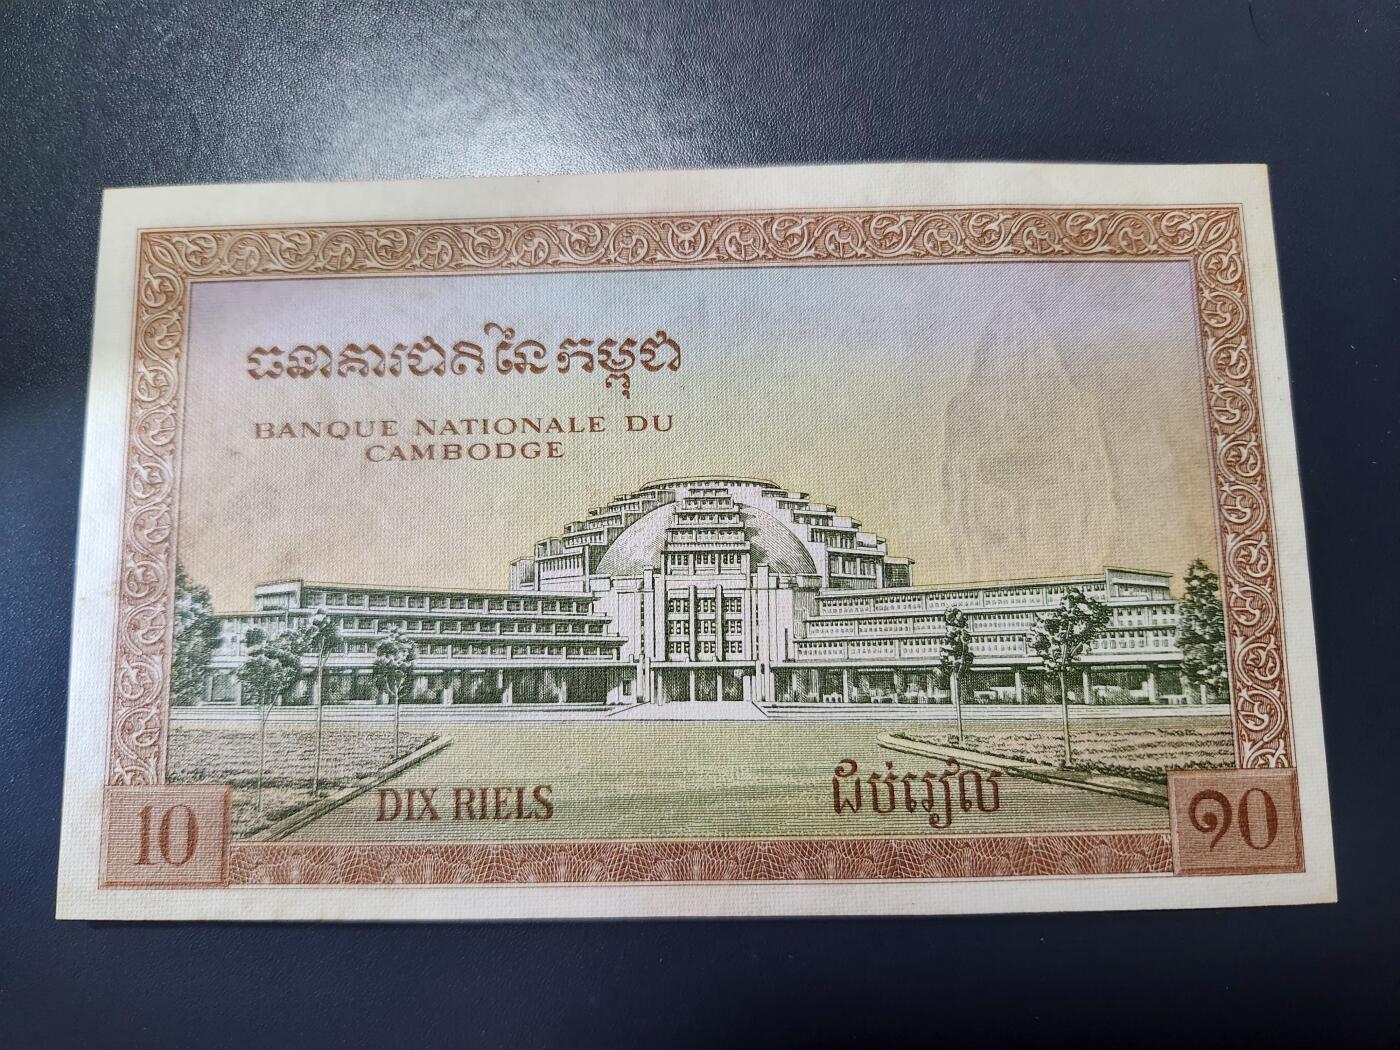 ធនាគារជាតិនៃកម្ពុជា
BANQUE NATIONALE DU
CAMBODGE
DIX RIELS
ដប់រៀល
10
១០